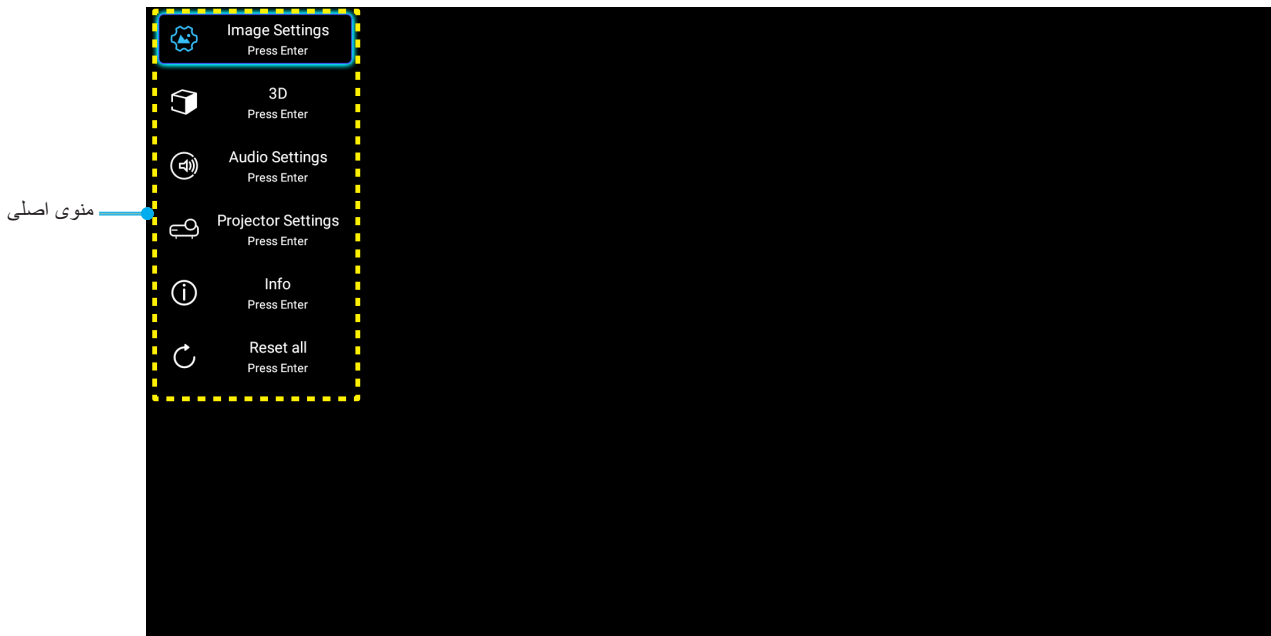 Image Settings
Press Enter
3D
Press Enter
Audio Settings
Press Enter
منوی اصلی
Projector Settings
Press Enter
Info
Press Enter
Reset all
Press Enter